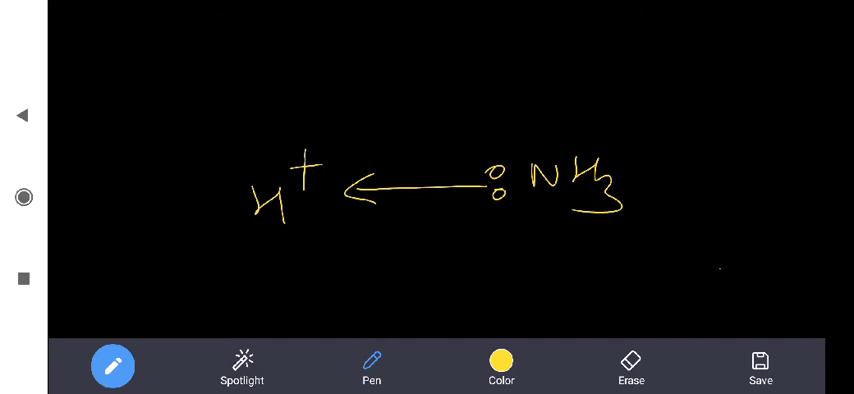 H+ ← : NH3
Spotlight Pen Color Erase Save